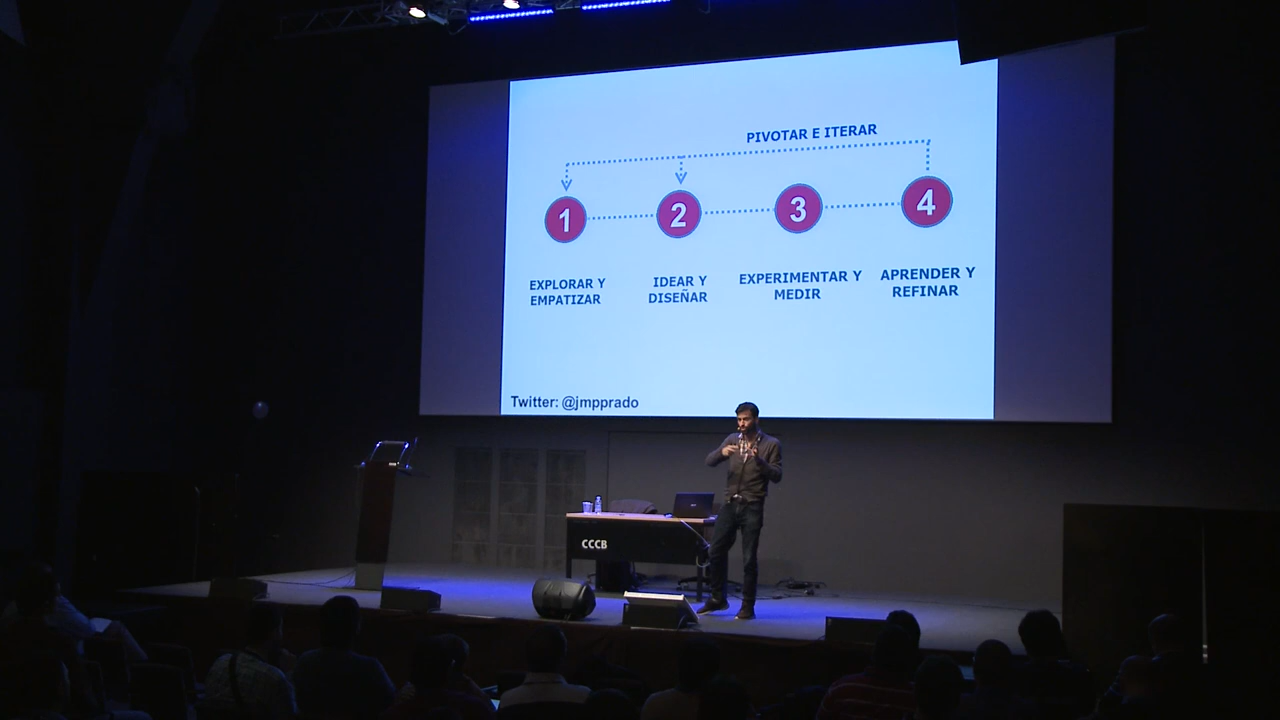 PIVOTAR E ITERAR
1
2
3
4
EXPLORAR Y
EMPATIZAR
IDEAR Y
DISEÑAR
EXPERIMENTAR Y
MEDIR
APRENDER Y
REFINAR
Twitter: @jmpprado
CCCB